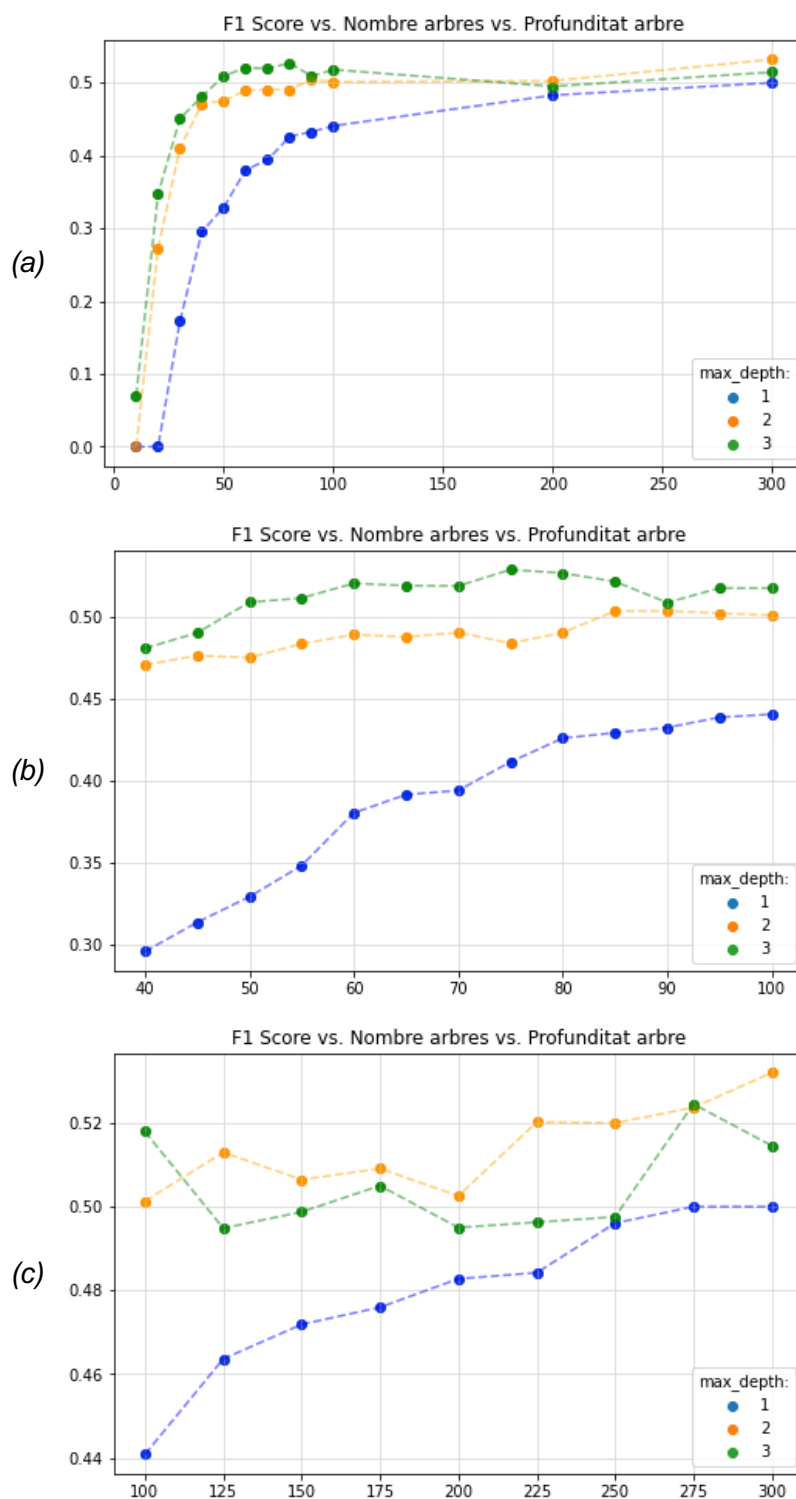 F1 Score vs. Nombre arbres vs. Profunditat arbre
0.5
0.4
0.3
(a)
0.2
0.1
0.0
max_depth:
1
2
3
0 50 100 150 200 250 300
F1 Score vs. Nombre arbres vs. Profunditat arbre
0.50
0.45
(b)
0.40
0.35
0.30
max_depth:
1
2
3
40 50 60 70 80 90 100
F1 Score vs. Nombre arbres vs. Profunditat arbre
0.52
0.50
(c)
0.48
0.46
0.44
max_depth:
1
2
3
100 125 150 175 200 225 250 275 300